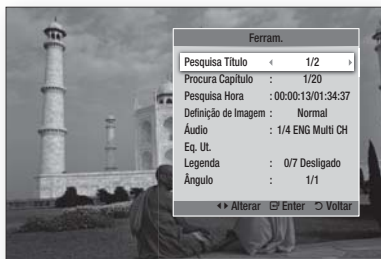 Ferram.
Pesquisa Título 1/2
Procura Capítulo : 1/20
Pesquisa Hora : 00:00:13/01:34:37
Definição de Imagem : Normal
Áudio : 1/4 ENG Multi CH
Eq. Ut.
Legenda : 0/7 Desligado
Ângulo : 1/1
Alterar Enter Voltar